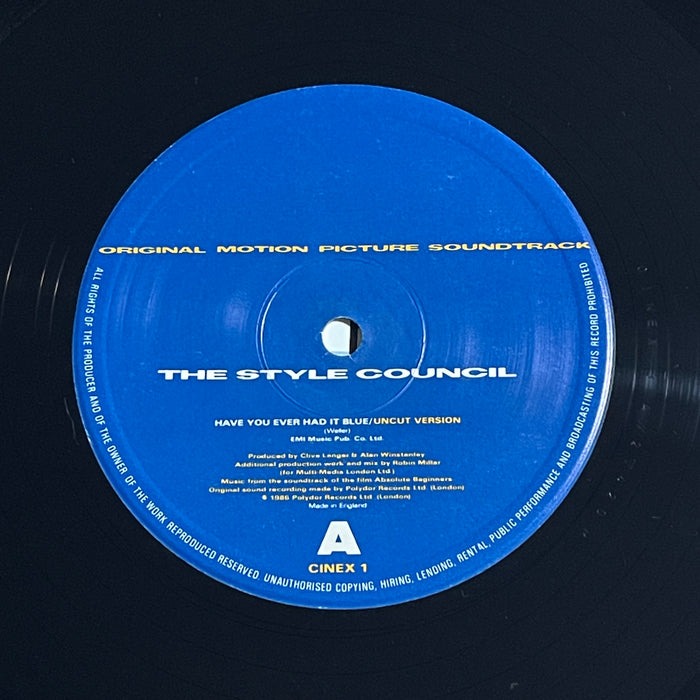 ORIGINAL MOTION PICTURE SOUNDTRACK
THE STYLE COUNCIL
HAVE YOU EVER HAD IT BLUE/UNCUT VERSION
(Weller)
EMI Music Pub. Co. Ltd.
Produced by Clive Langer & Alan Winstanley
Additional production work and mix by Robin Millar
(for Multi-Media London Ltd.)
Music from the soundtrack of the film Absolute Beginners
Original sound recording made by Polydor Records Ltd. (London)
℗ 1986 Polydor Records Ltd. (London)
Made in England
A
CINEX 1
ALL RIGHTS OF THE PRODUCER AND OF THE OWNER OF THE WORK REPRODUCED RESERVED. UNAUTHORISED COPYING, HIRING, LENDING, RENTAL, PUBLIC PERFORMANCE AND BROADCASTING OF THIS RECORD PROHIBITED